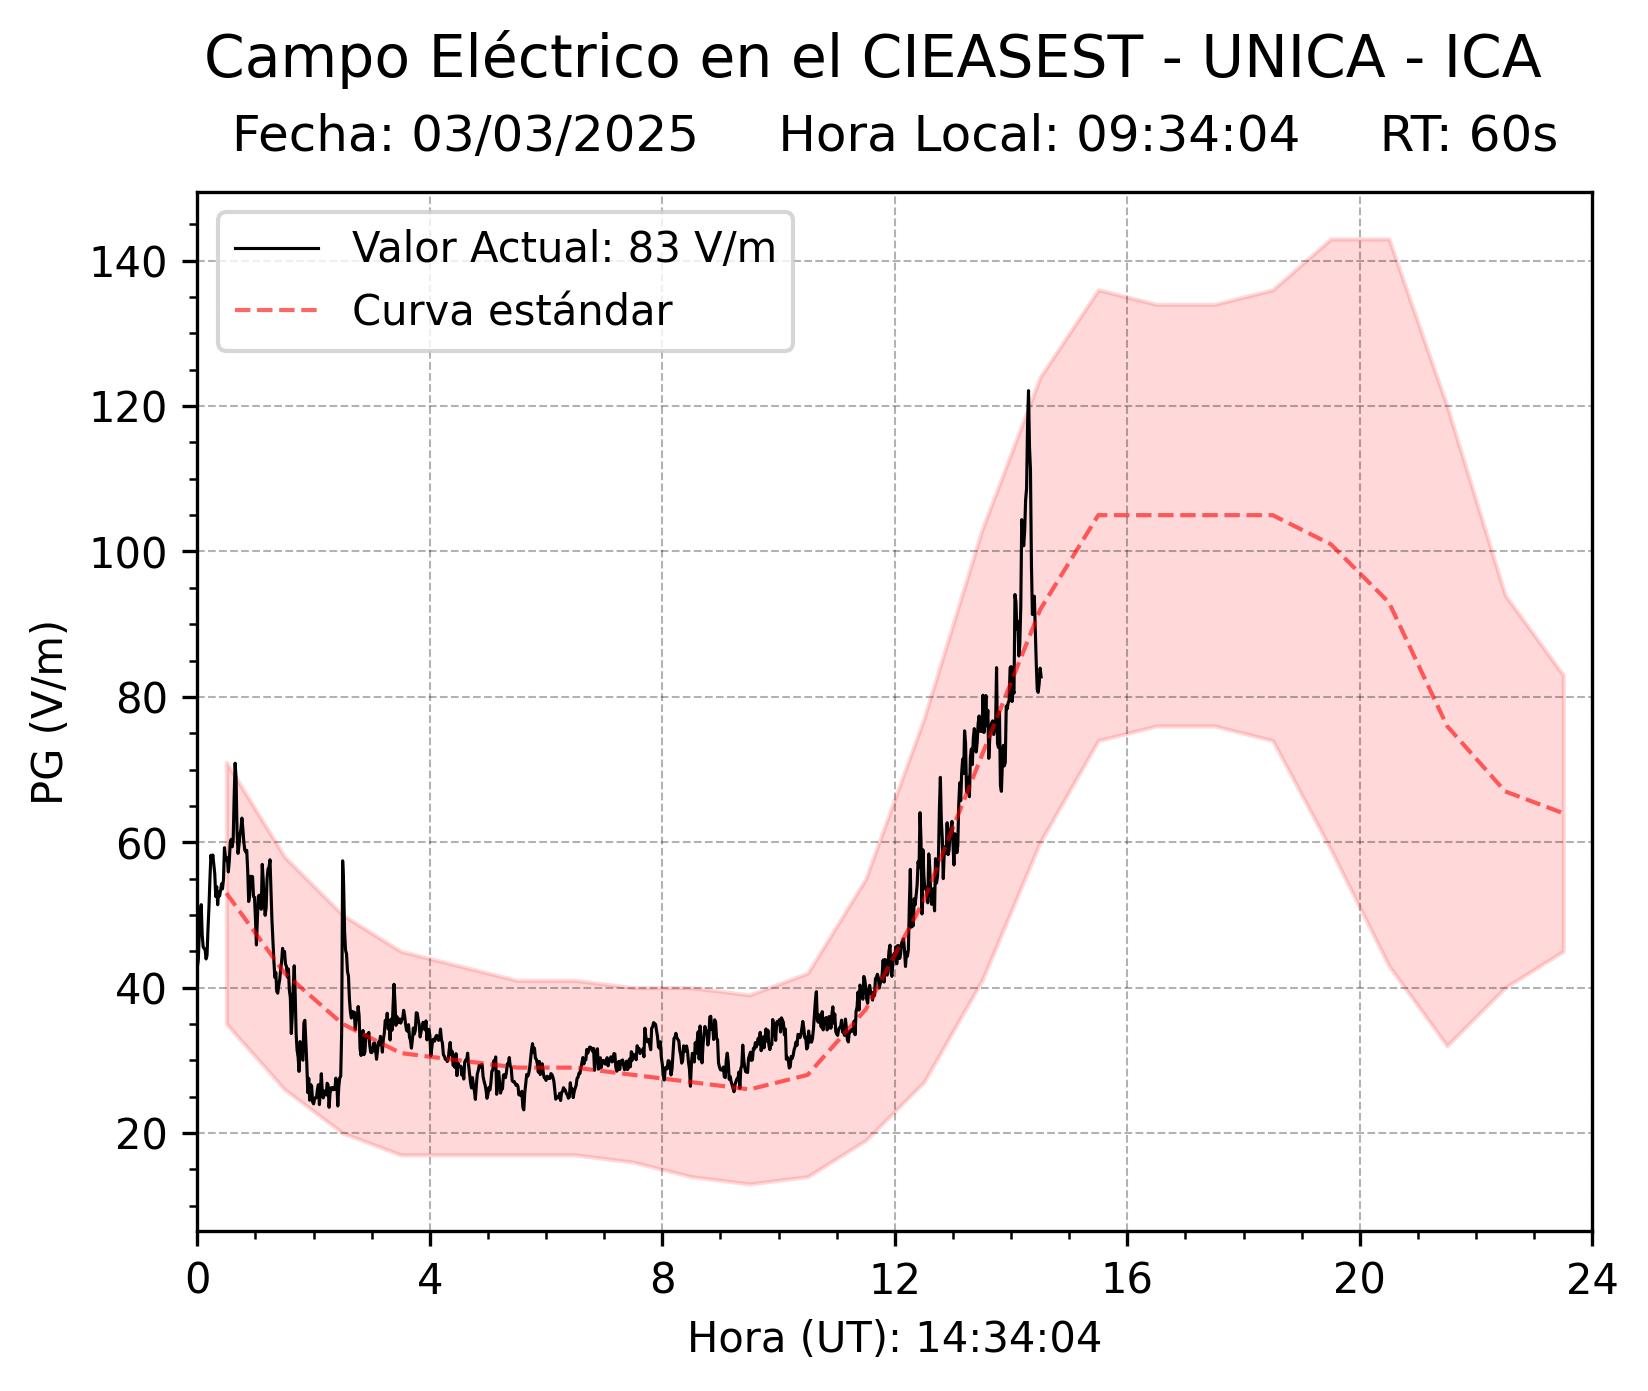 Campo Eléctrico en el CIEASEST - UNICA - ICA
Fecha: 03/03/2025 Hora Local: 09:34:04 RT: 60s
Valor Actual: 83 V/m
Curva estándar
140
120
100
80
60
40
20
PG (V/m)
0 4 8 12 16 20 24
Hora (UT): 14:34:04